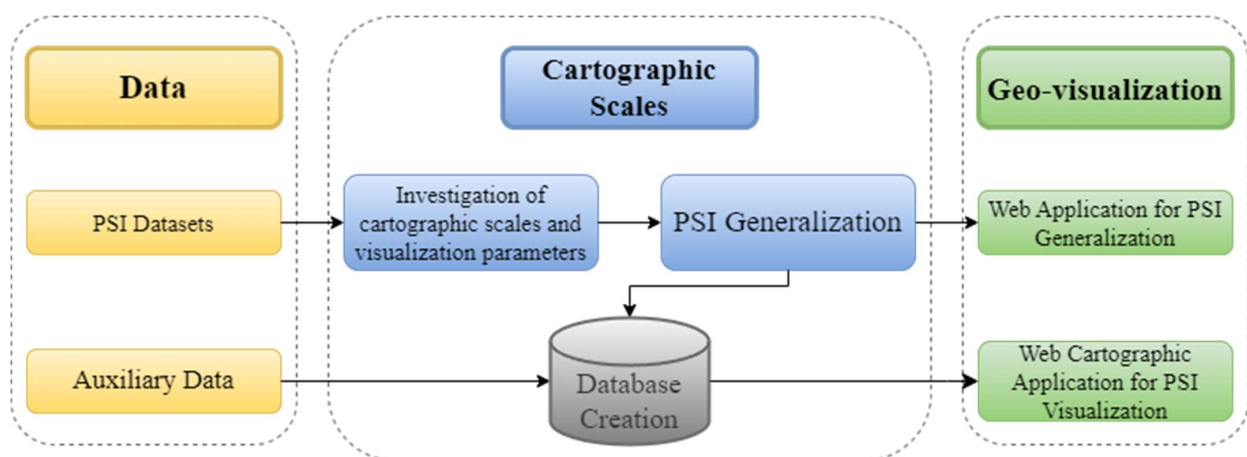 Data
Cartographic
Scales
Geo-visualization
PSI Datasets
Investigation of
cartographic scales and
visualization parameters
PSI Generalization
Web Application for PSI
Generalization
Auxiliary Data
Database
Creation
Web Cartographic
Application for PSI
Visualization